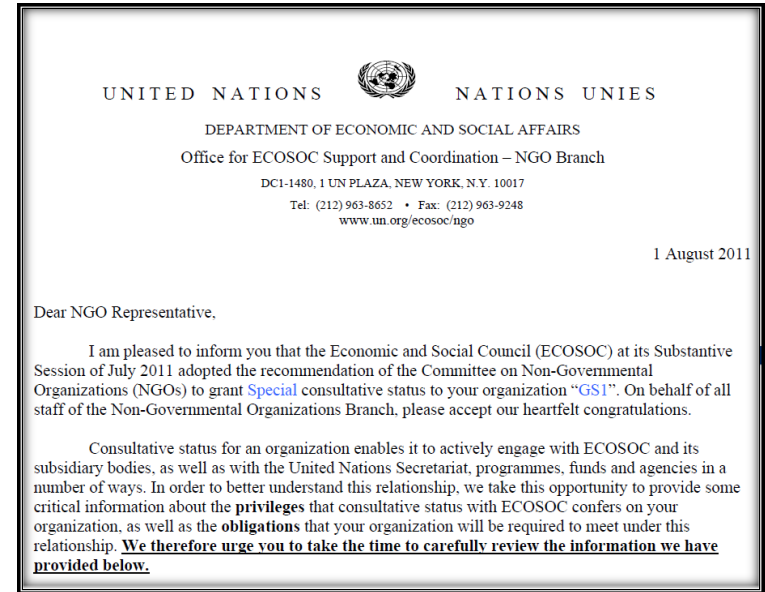 UNITED NATIONS NATIONS UNIES
DEPARTMENT OF ECONOMIC AND SOCIAL AFFAIRS
Office for ECOSOC Support and Coordination – NGO Branch
DC1-1480, 1 UN PLAZA, NEW YORK, N.Y. 10017
Tel: (212) 963-8652 • Fax: (212) 963-9248
www.un.org/ecosoc/ngo
1 August 2011
Dear NGO Representative,
I am pleased to inform you that the Economic and Social Council (ECOSOC) at its Substantive
Session of July 2011 adopted the recommendation of the Committee on Non-Governmental
Organizations (NGOs) to grant Special consultative status to your organization “GS1”. On behalf of all
staff of the Non-Governmental Organizations Branch, please accept our heartfelt congratulations.
Consultative status for an organization enables it to actively engage with ECOSOC and its
subsidiary bodies, as well as with the United Nations Secretariat, programmes, funds and agencies in a
number of ways. In order to better understand this relationship, we take this opportunity to provide some
critical information about the privileges that consultative status with ECOSOC confers on your
organization, as well as the obligations that your organization will be required to meet under this
relationship. We therefore urge you to take the time to carefully review the information we have
provided below.